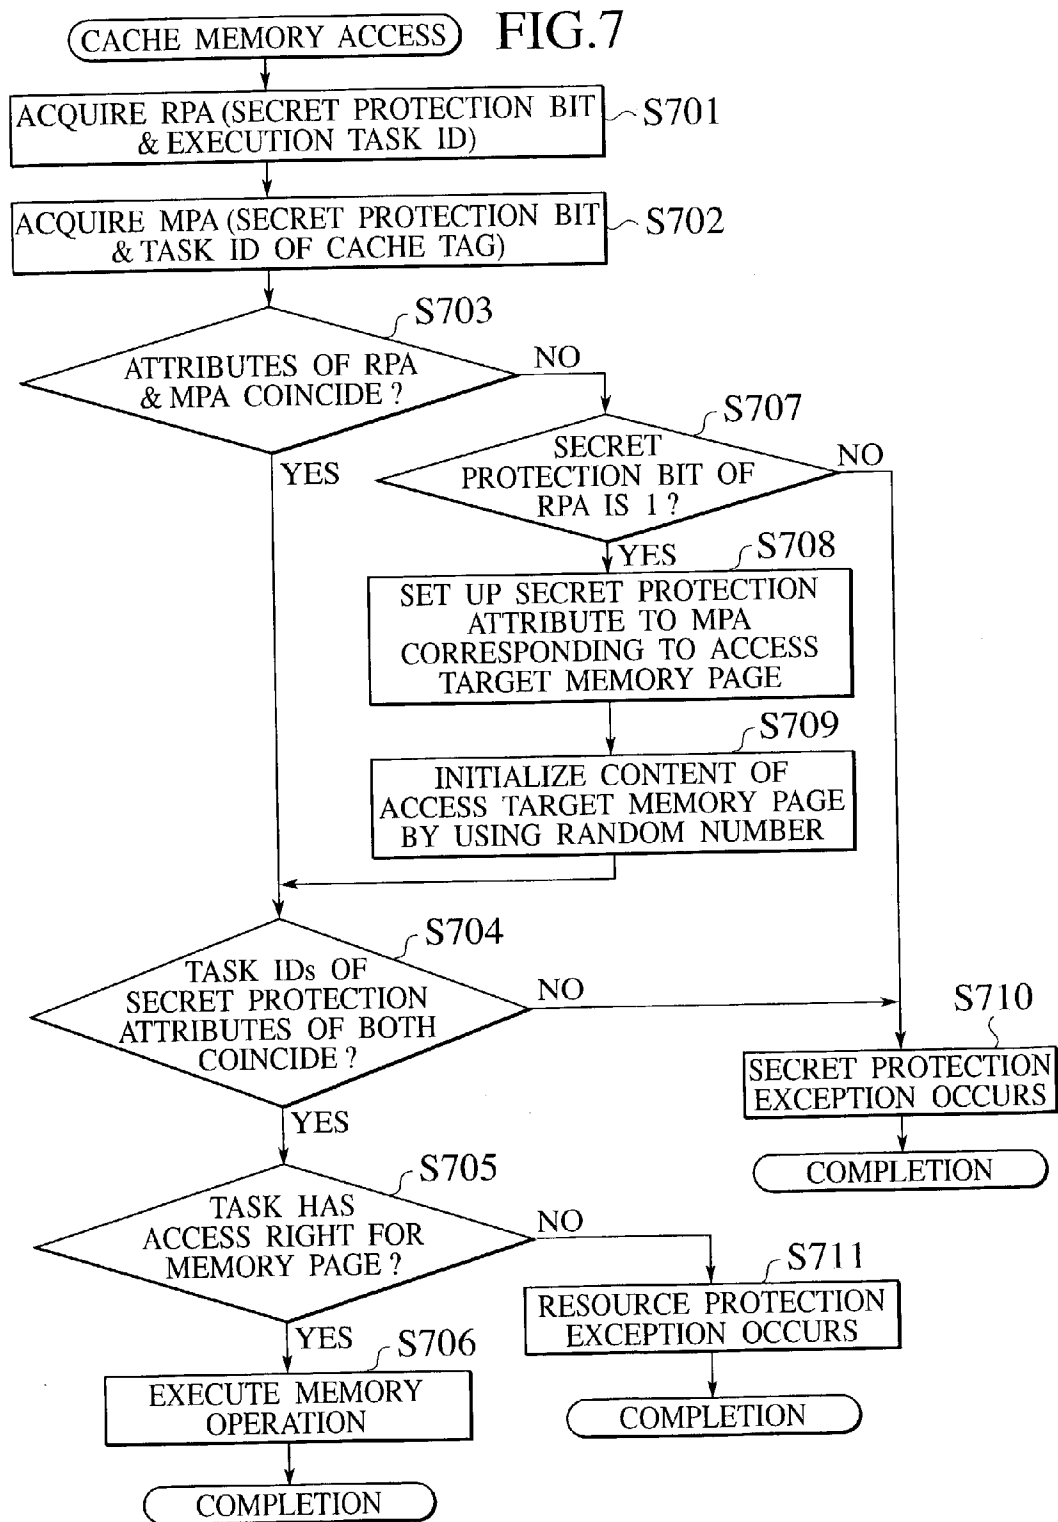 FIG.7
CACHE MEMORY ACCESS
ACQUIRE RPA (SECRET PROTECTION BIT
& EXECUTION TASK ID)
S701
ACQUIRE MPA (SECRET PROTECTION BIT
& TASK ID OF CACHE TAG)
S702
S703
ATTRIBUTES OF RPA
& MPA COINCIDE ?
NO
YES
S707
SECRET
PROTECTION BIT OF
RPA IS 1 ?
NO
YES
S708
SET UP SECRET PROTECTION
ATTRIBUTE TO MPA
CORRESPONDING TO ACCESS
TARGET MEMORY PAGE
S709
INITIALIZE CONTENT OF
ACCESS TARGET MEMORY PAGE
BY USING RANDOM NUMBER
S704
TASK IDs OF
SECRET PROTECTION
ATTRIBUTES OF BOTH
COINCIDE ?
NO
YES
S710
SECRET PROTECTION
EXCEPTION OCCURS
COMPLETION
S705
TASK HAS
ACCESS RIGHT FOR
MEMORY PAGE ?
NO
YES
S711
RESOURCE PROTECTION
EXCEPTION OCCURS
COMPLETION
S706
EXECUTE MEMORY
OPERATION
COMPLETION